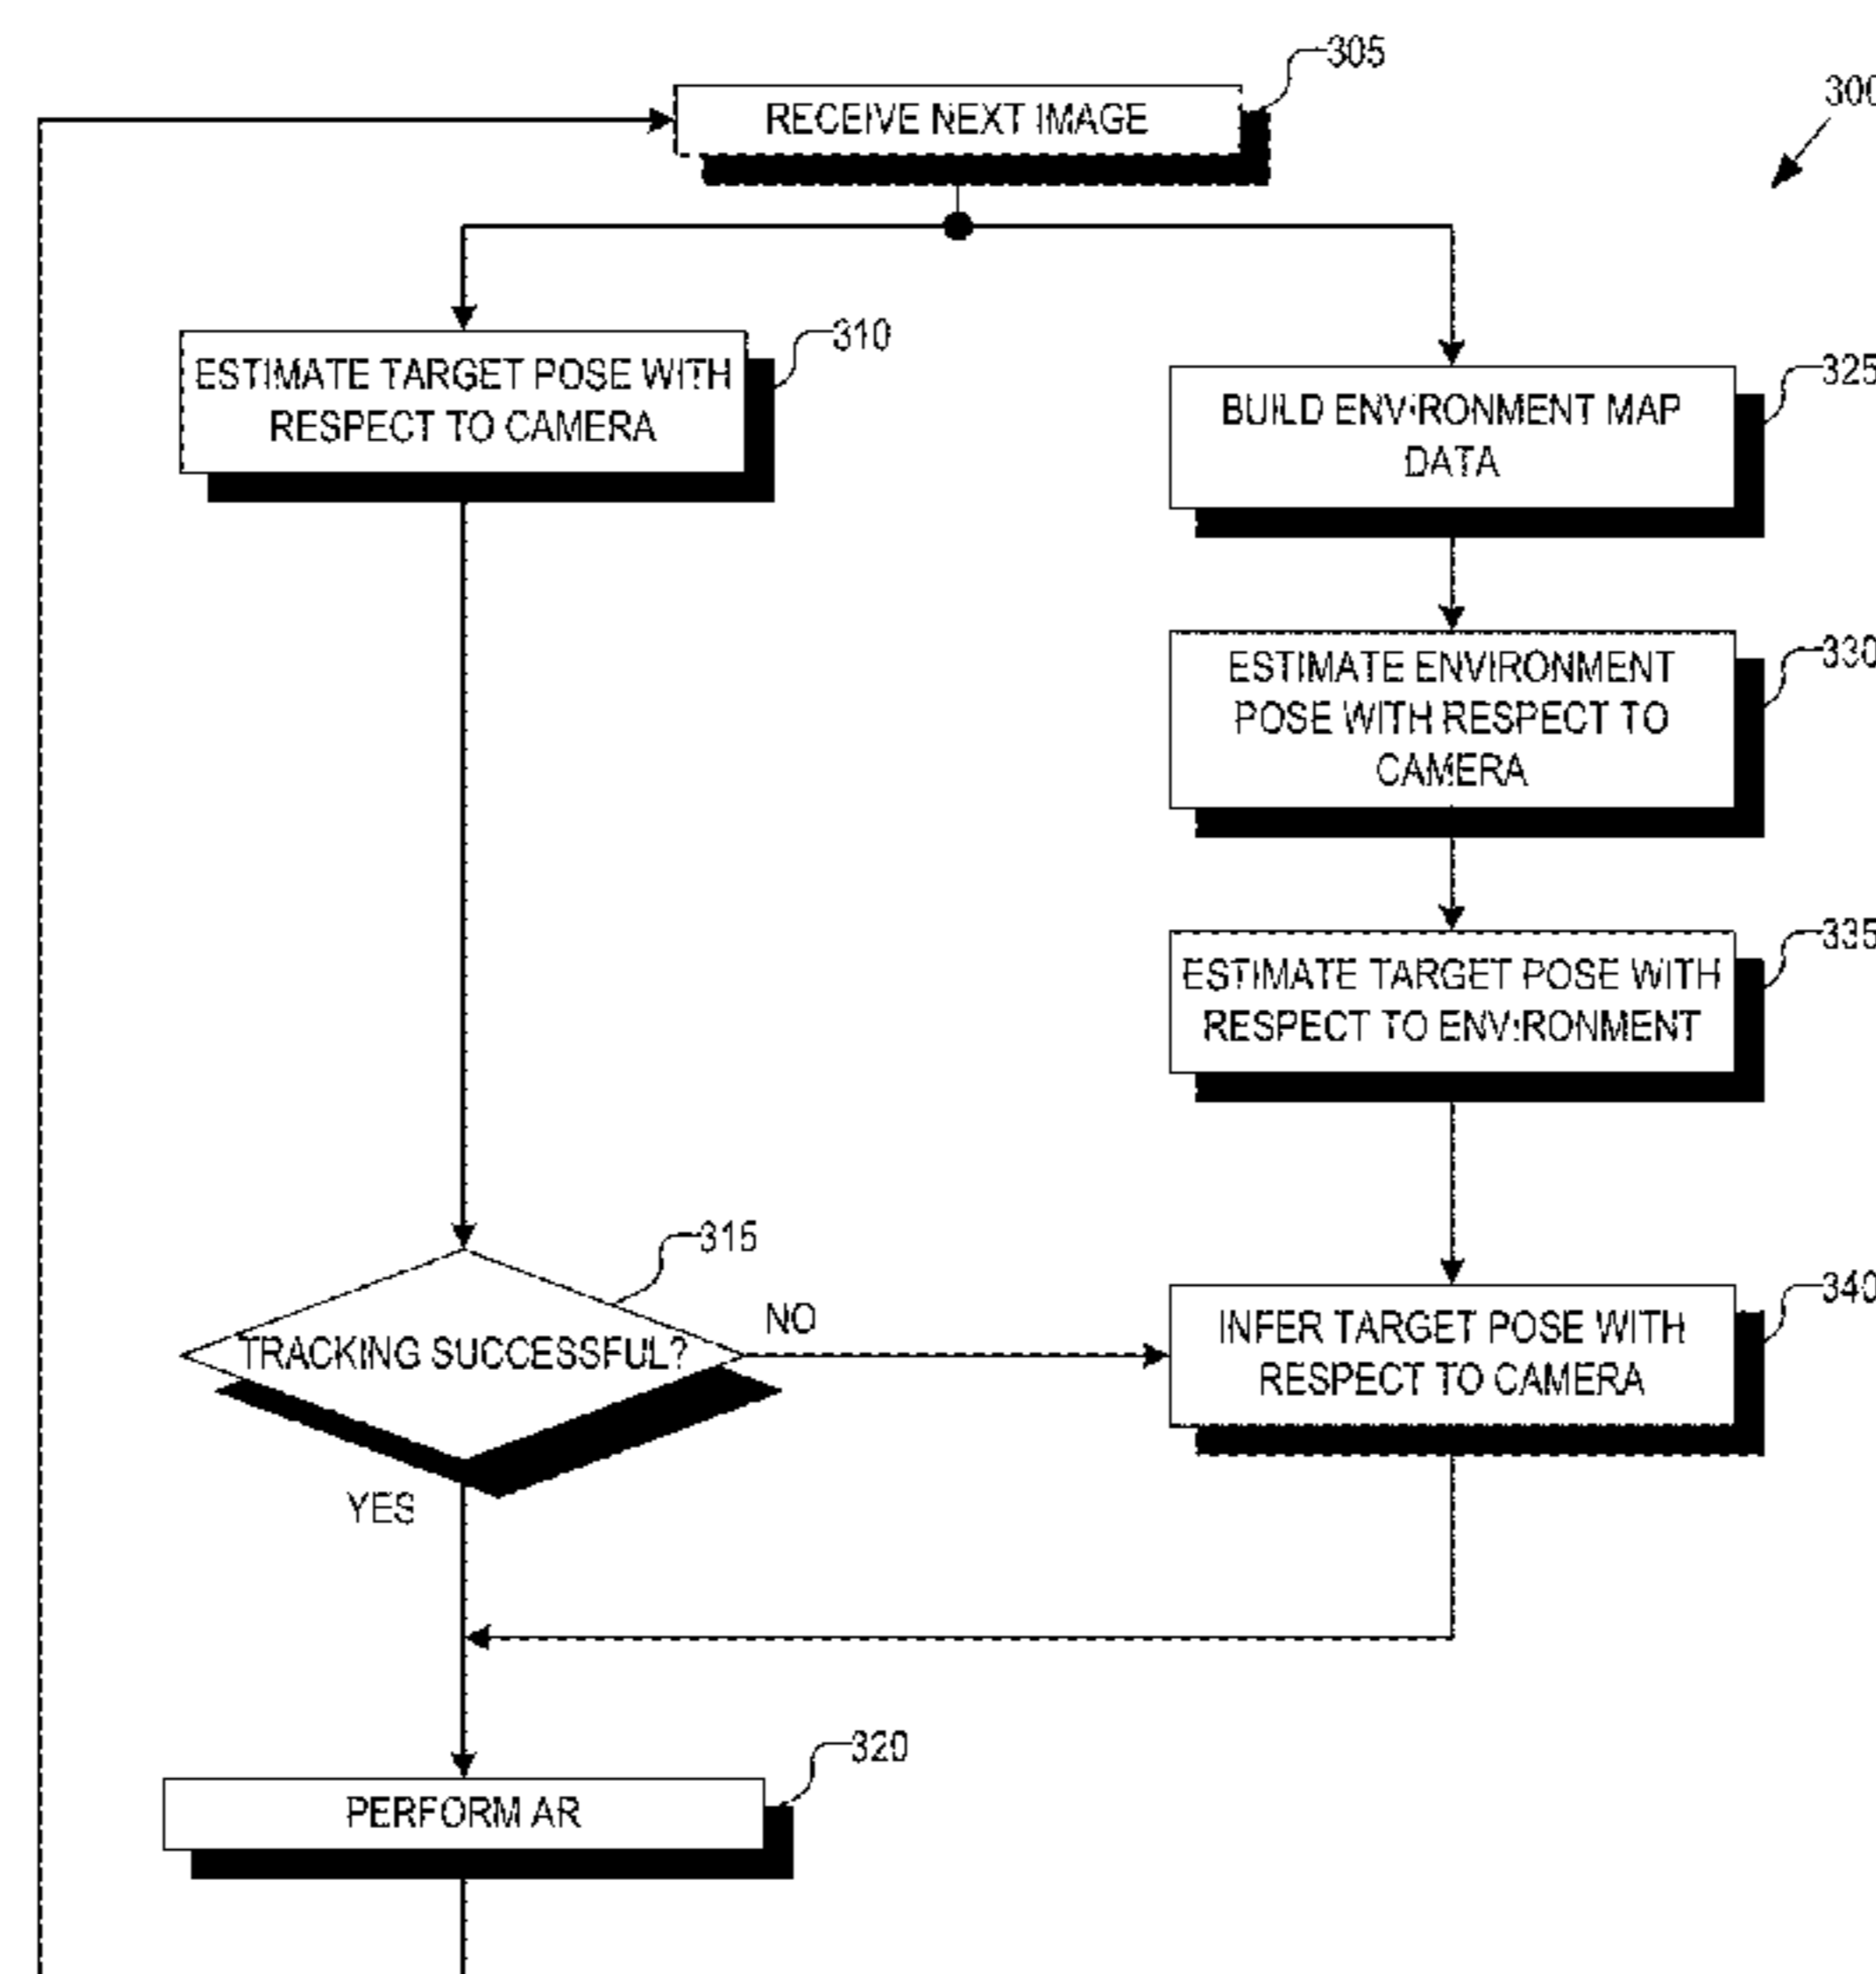 305
300
RECEIVE NEXT IMAGE
310
ESTIMATE TARGET POSE WITH
RESPECT TO CAMERA
325
BUILD ENVIRONMENT MAP
DATA
330
ESTIMATE ENVIRONMENT
POSE WITH RESPECT TO
CAMERA
335
ESTIMATE TARGET POSE WITH
RESPECT TO ENVIRONMENT
315
TRACKING SUCCESSFUL?
NO
340
INFER TARGET POSE WITH
RESPECT TO CAMERA
YES
320
PERFORM AR